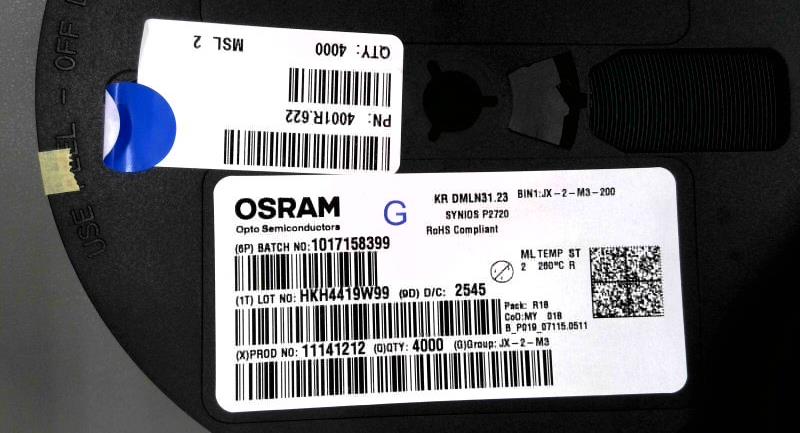 QTY: 4000 MSL 2
PN: 4001R.622
OSRAM
Opto Semiconductors
G
KR DMLN31.23 BIN1:JX-2-M3-200
SYNIOS P2720
RoHS Compliant
(6P) BATCH NO: 1017158399
ML TEMP ST
2 260°C R
(1T) LOT NO: HKH4419W99 (9D) D/C: 2545
Pack: R18
CoO:MY 018
B_P019_07115.0511
(X)PROD NO: 11141212 (Q)QTY: 4000 (G)Group: JX-2-M3
USE
- OFF